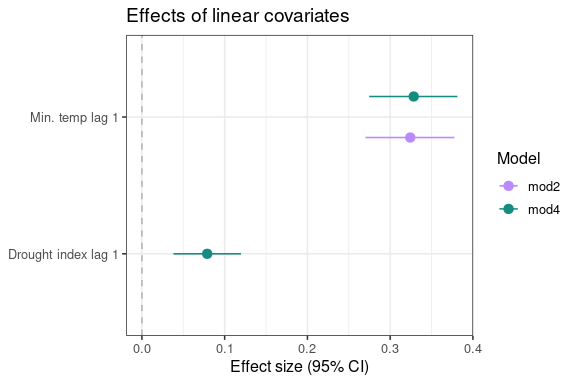 Effects of linear covariates
Min. temp lag 1
Drought index lag 1
0.0 0.1 0.2 0.3 0.4
Effect size (95% CI)
Model
mod2
mod4